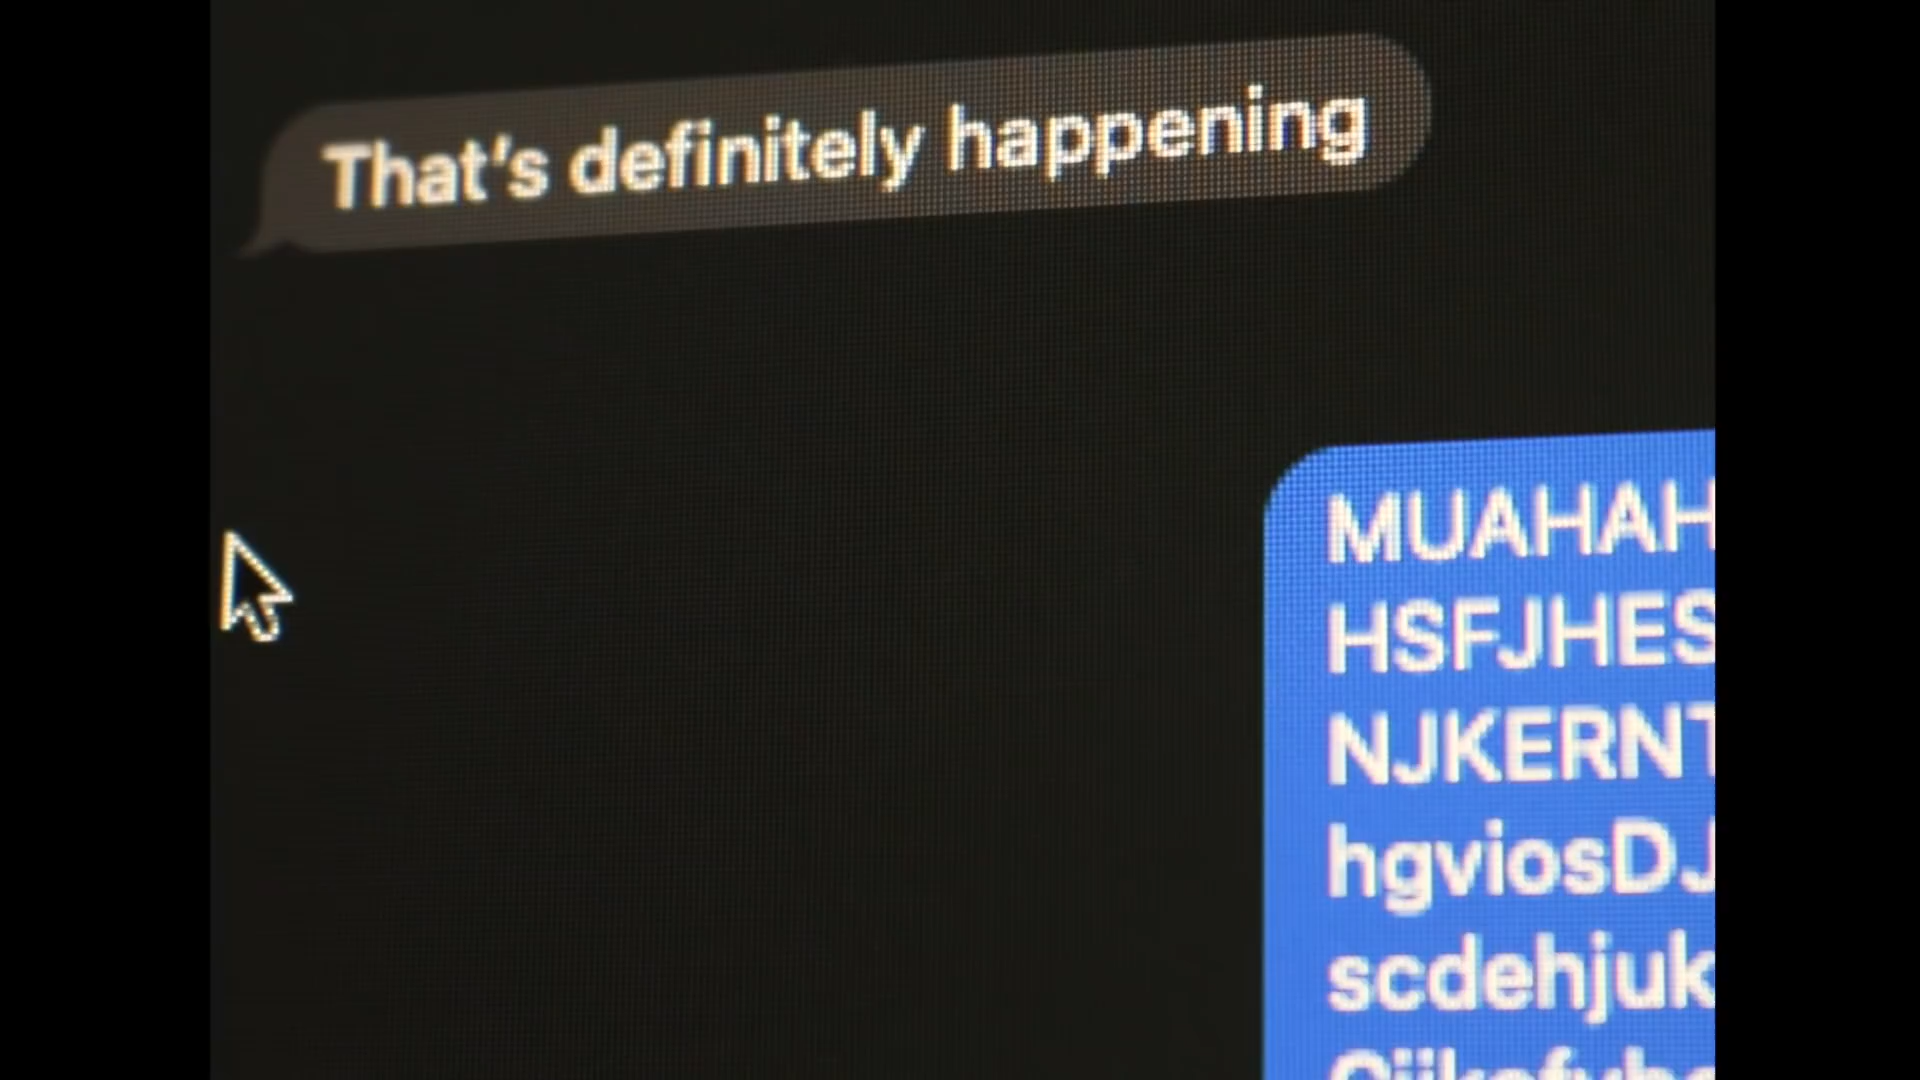 That's definitely happening
MUAHAH
HSFJHES
NJKERNT
hgviosDJ
scdehjuk